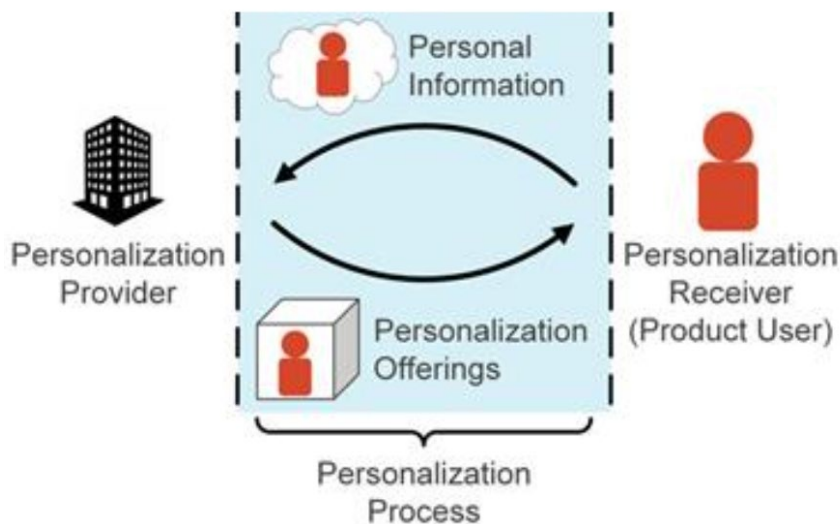 Personal
Information
Personalization
Provider
Personalization
Receiver
(Product User)
Personalization
Offerings
Personalization
Process